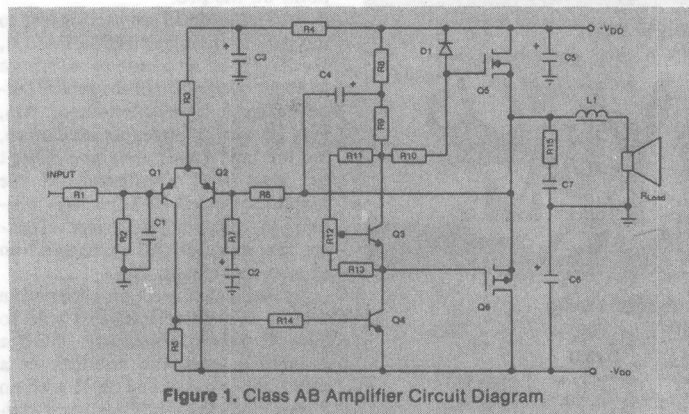 R4
-VDD
C3
R8
D1
C5
C4
Q5
R3
L1
R9
R15
INPUT
Q1
Q2
R11
R10
R1
R6
C7
RLoad
R2
C1
R7
R12
Q3
C2
R13
Q6
C6
R14
Q4
R5
-VDD
Figure 1. Class AB Amplifier Circuit Diagram